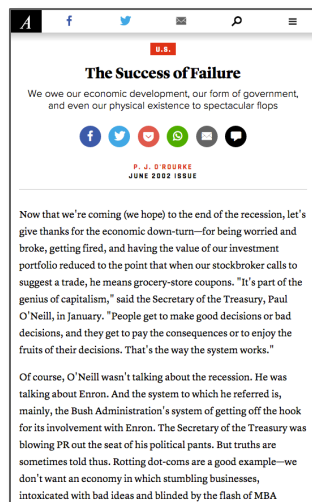 A
U.S.
The Success of Failure
We owe our economic development, our form of government,
and even our physical existence to spectacular flops
P. J. O'ROURKE
JUNE 2002 ISSUE
Now that we're coming (we hope) to the end of the recession, let's
give thanks for the economic down-turn—for being worried and
broke, getting fired, and having the value of our investment
portfolio reduced to the point that when our stockbroker calls to
suggest a trade, he means grocery-store coupons. "It's part of the
genius of capitalism," said the Secretary of the Treasury, Paul
O'Neill, in January. "People get to make good decisions or bad
decisions, and they get to pay the consequences or to enjoy the
fruits of their decisions. That's the way the system works."
Of course, O'Neill wasn't talking about the recession. He was
talking about Enron. And the system to which he referred is,
mainly, the Bush Administration's system of getting off the hook
for its involvement with Enron. The Secretary of the Treasury was
blowing PR out the seat of his political pants. But truths are
sometimes told thus. Rotting dot-coms are a good example—we
don't want an economy in which stumbling businesses,
intoxicated with bad ideas and blinded by the flash of MBA